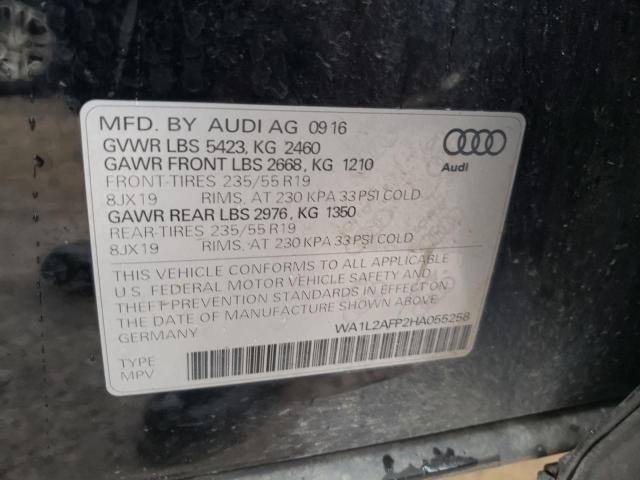 MFD. BY AUDI AG 09 16
GVWR LBS 5423, KG 2460
GAWR FRONT LBS 2668, KG 1210
FRONT-TIRES 235/55 R19
8JX19 RIMS, AT 230 KPA 33 PSI COLD
GAWR REAR LBS 2976, KG 1350
REAR-TIRES 235/55 R19
8JX19 RIMS, AT 230 KPA 33 PSI COLD
Audi
THIS VEHICLE CONFORMS TO ALL APPLICABLE
U.S. FEDERAL MOTOR VEHICLE SAFETY AND
THEFT PREVENTION STANDARDS IN EFFECT ON
THE DATE OF MANUFACTURE SHOWN ABOVE.
GERMANY
WA1L2AFP2HA055258
TYPE
MPV